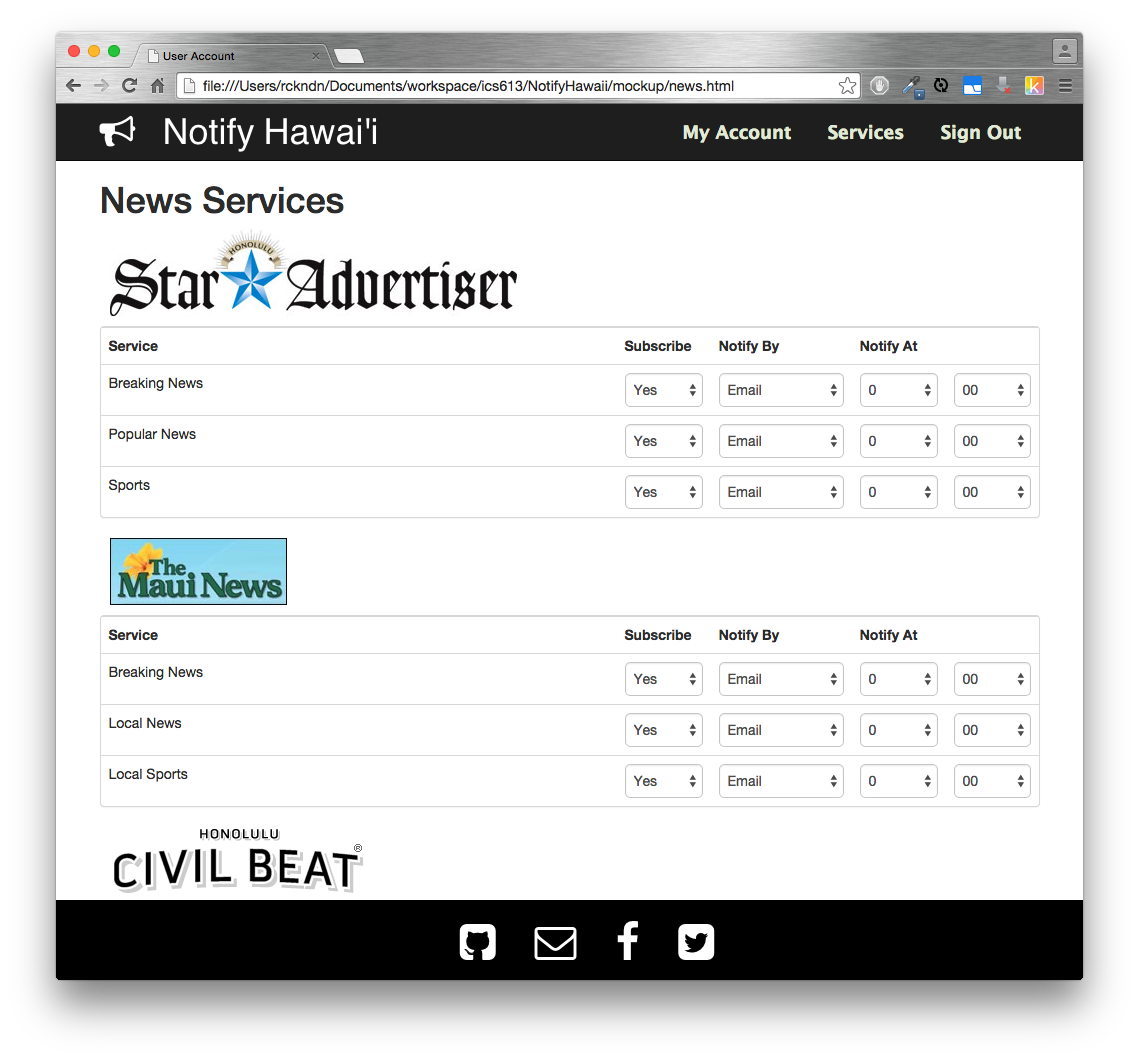 User Account
file:///Users/rckndn/Documents/workspace/ics613/NotifyHawaii/mockup/news.html
Notify Hawai'i My Account Services Sign Out
News Services
HONOLULU
Star Advertiser
Service Subscribe Notify By Notify At
Breaking News Yes Email 0 00
Popular News Yes Email 0 00
Sports Yes Email 0 00
The
Maui News
Service Subscribe Notify By Notify At
Breaking News Yes Email 0 00
Local News Yes Email 0 00
Local Sports Yes Email 0 00
HONOLULU
CIVIL BEAT®